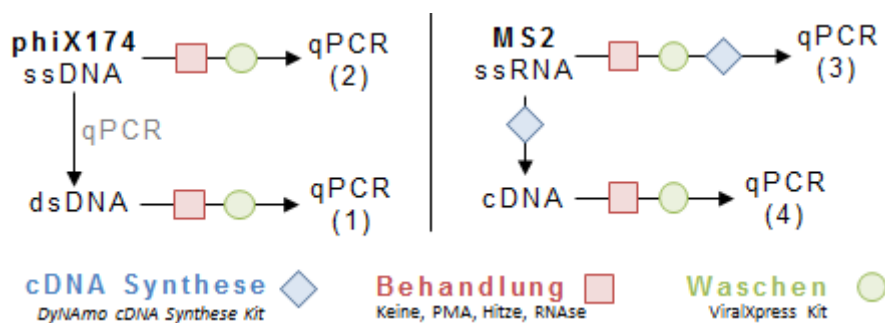 phiX174
ssDNA
qPCR
(2)
qPCR
dsDNA
qPCR
(1)
MS2
ssRNA
qPCR
(3)
cDNA
qPCR
(4)
cDNA Synthese
DyNAmo cDNA Synthese Kit
Behandlung
Keine, PMA, Hitze, RNAse
Waschen
ViralXpress Kit